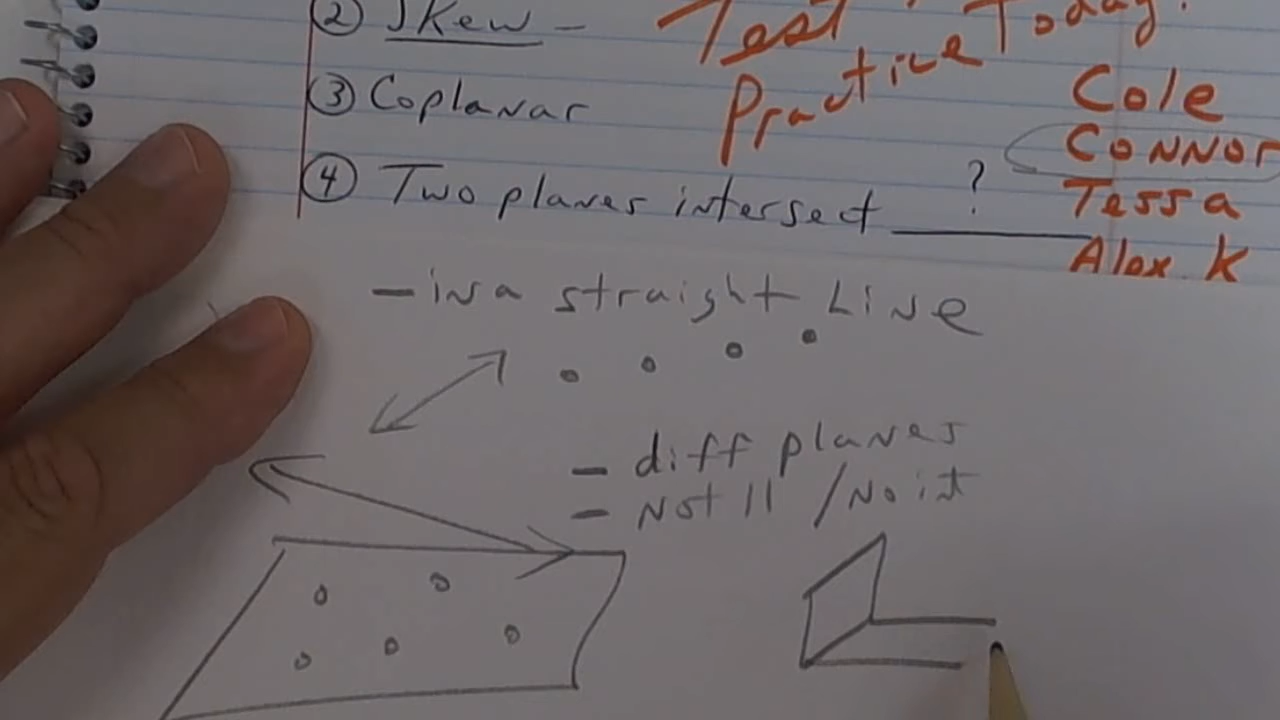 ② Skew - Test Today!
③ Coplanar Practice
Cole
Connor
④ Two planes intersect ?
Tessa
Alex K
- in a straight Line
- diff planes
- Not || / No int